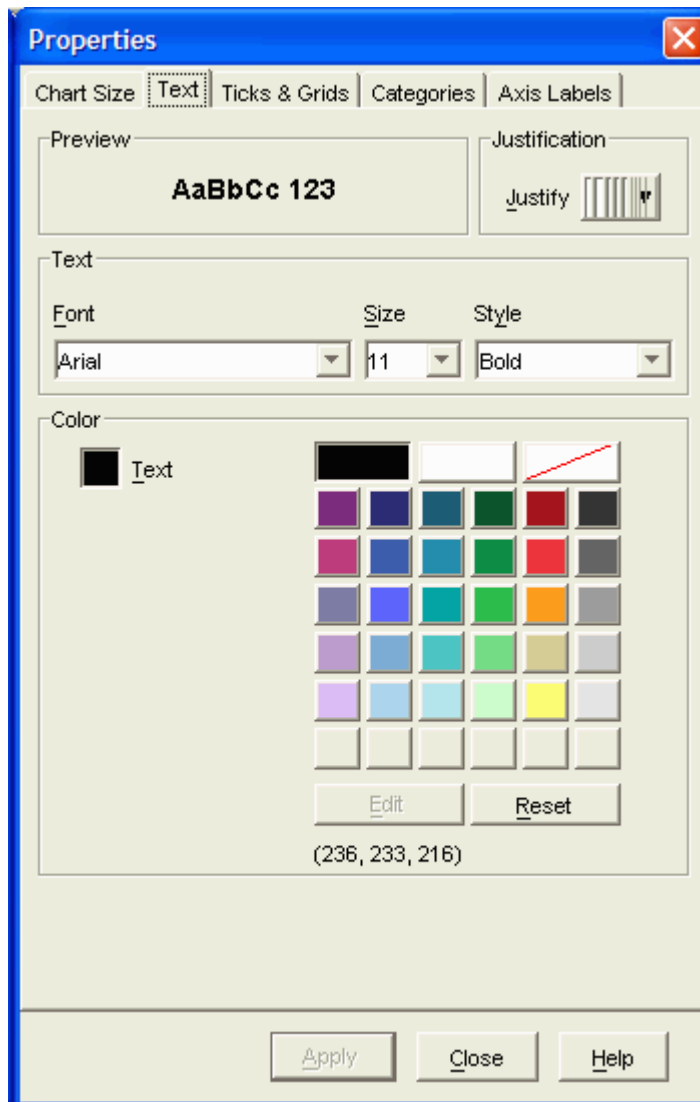 Properties
Chart Size Text Ticks & Grids Categories Axis Labels
Preview
AaBbCc 123
Justification
Justify
Text
Font Size Style
Arial 11 Bold
Color
Text
Edit Reset
(236, 233, 216)
Apply Close Help